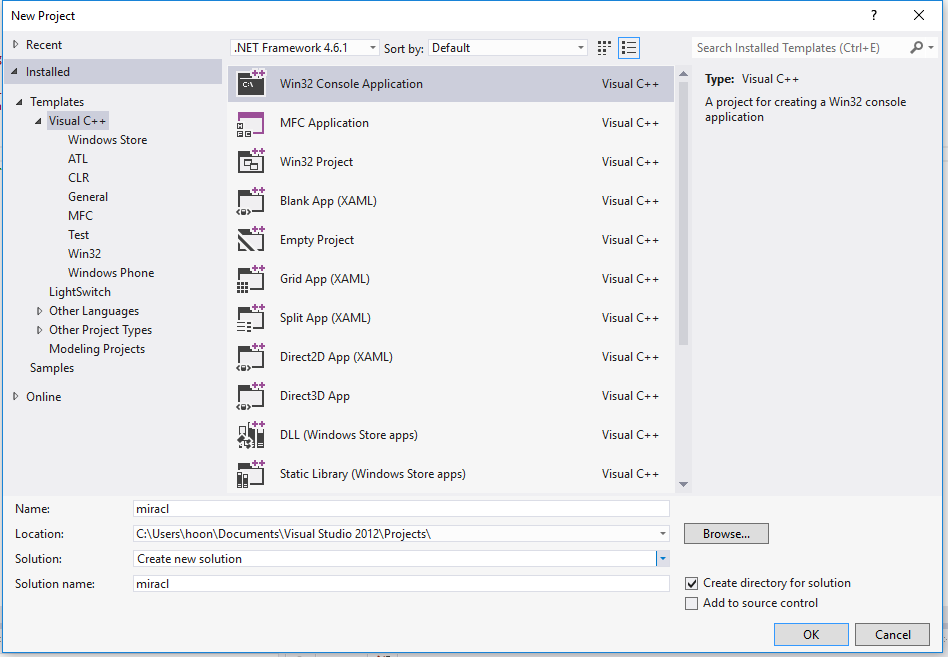 New Project
?
Recent
Installed
Templates
Visual C++
Windows Store
ATL
CLR
General
MFC
Test
Win32
Windows Phone
LightSwitch
Other Languages
Other Project Types
Modeling Projects
Samples
Online
.NET Framework 4.6.1 Sort by: Default
Win32 Console Application Visual C++
MFC Application Visual C++
Win32 Project Visual C++
Blank App (XAML) Visual C++
Empty Project Visual C++
Grid App (XAML) Visual C++
Split App (XAML) Visual C++
Direct2D App (XAML) Visual C++
Direct3D App Visual C++
DLL (Windows Store apps) Visual C++
Static Library (Windows Store apps) Visual C++
Search Installed Templates (Ctrl+E)
Type: Visual C++
A project for creating a Win32 console
application
Name: miracl
Location: C:\Users\hoon\Documents\Visual Studio 2012\Projects\ Browse...
Solution: Create new solution
Solution name: miracl
Create directory for solution
Add to source control
OK Cancel